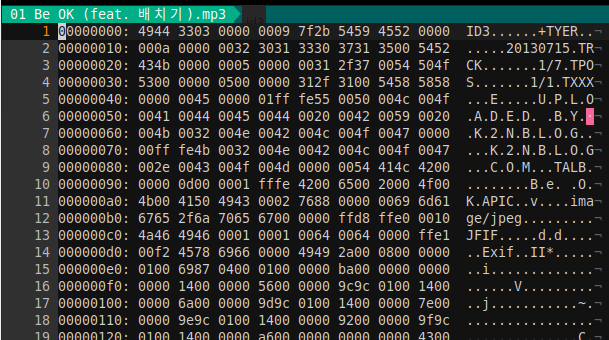 01 Be OK (feat. 배치기).mp3
1 00000000: 4944 3303 0000 0009 7f2b 5459 4552 0000 ID3......+TYER..¬
2 00000010: 000a 0000 0032 3031 3330 3731 3500 5452 .....20130715.TR¬
3 00000020: 434b 0000 0005 0000 0031 2f37 0054 504f CK.......1/7.TPO¬
4 00000030: 5300 0000 0500 0000 312f 3100 5458 5858 S.......1/1.TXXX¬
5 00000040: 0000 0045 0000 01ff fe55 0050 004c 004f ...E.....U.P.L.O¬
6 00000050: 0041 0044 0045 0044 0020 0042 0059 0020 .A.D.E.D. .B.Y. ¬
7 00000060: 004b 0032 004e 0042 004c 004f 0047 0000 .K.2.N.B.L.O.G..¬
8 00000070: 00ff fe4b 0032 004e 0042 004c 004f 0047 ...K.2.N.B.L.O.G¬
9 00000080: 002e 0043 004f 004d 0000 0054 414c 4200 ...C.O.M...TALB.¬
10 00000090: 0000 0d00 0001 fffe 4200 6500 2000 4f00 ........B.e. .O.¬
11 000000a0: 4b00 4150 4943 0002 7688 0000 0069 6d61 K.APIC..v....ima¬
12 000000b0: 6765 2f6a 7065 6700 0000 ffd8 ffe0 0010 ge/jpeg.........¬
13 000000c0: 4a46 4946 0001 0001 0064 0064 0000 ffe1 JFIF.....d.d....¬
14 000000d0: 00f2 4578 6966 0000 4949 2a00 0800 0000 ..Exif..II*.....¬
15 000000e0: 0100 6987 0400 0100 0000 ba00 0000 0000 ..i.............¬
16 000000f0: 0000 1400 0000 5600 0000 9c9c 0100 1400 ......V.........¬
17 00000100: 0000 6a00 0000 9d9c 0100 1400 0000 7e00 ..j...........~.¬
18 00000110: 0000 9e9c 0100 1400 0000 9200 0000 9f9c ................¬
19 00000120: 0100 1400 0000 a600 0000 0000 0000 4300 ..............C.